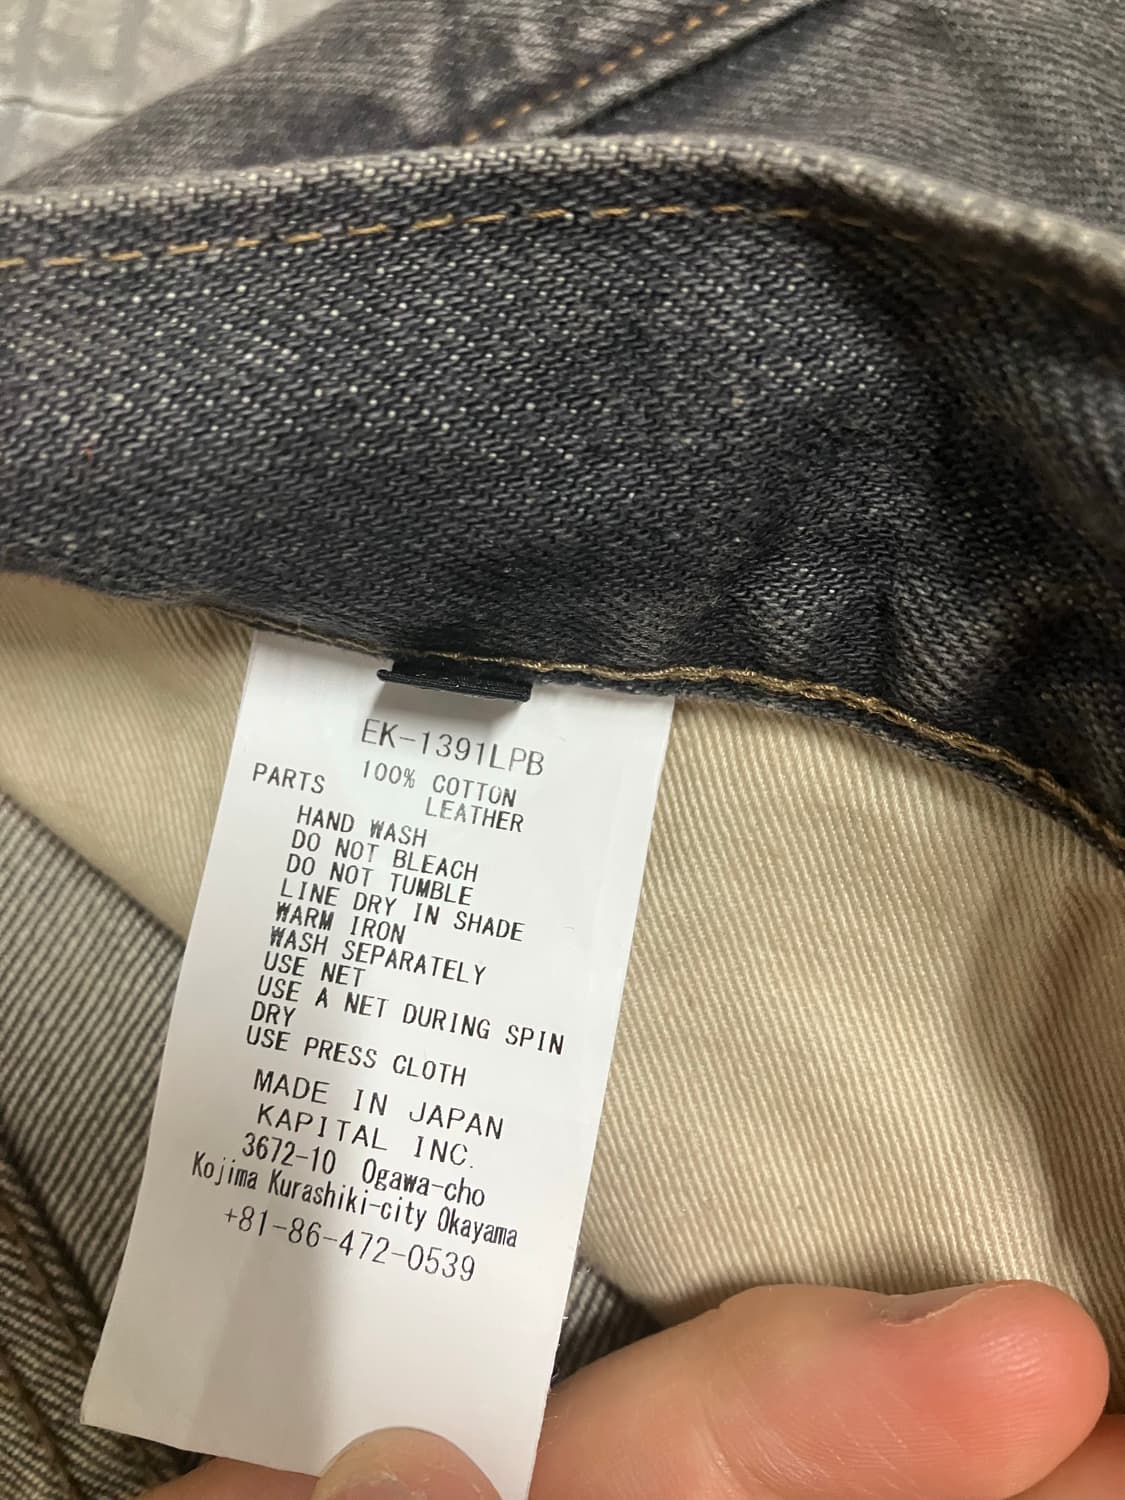 EK-1391LPB
100% COTTON
PARTS LEATHER
HAND WASH
DO NOT BLEACH
DO NOT TUMBLE
LINE DRY IN SHADE
WARM IRON
WASH SEPARATELY
USE NET
USE A NET DURING SPIN
DRY
USE PRESS CLOTH
MADE IN JAPAN
KAPITAL INC.
3672-10 Ogawa-cho
Kojima Kurashiki-city Okayama
+81-86-472-0539